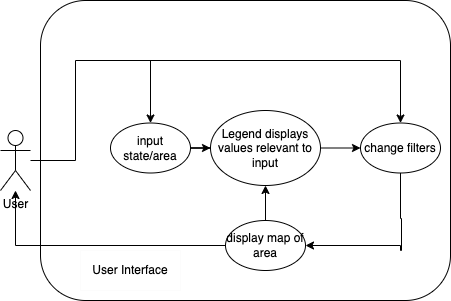 input
state/area
Legend displays
values relevant to
input
change filters
User
display map of
area
User Interface